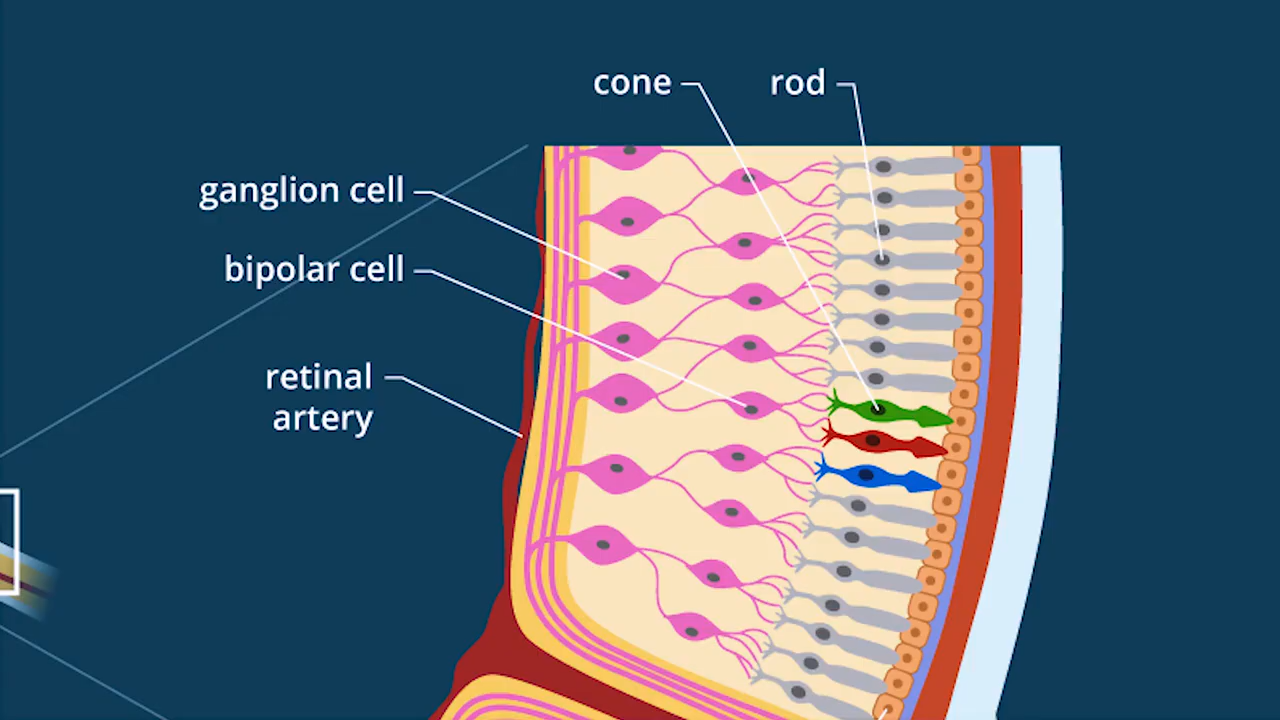 cone
rod
ganglion cell
bipolar cell
retinal
artery